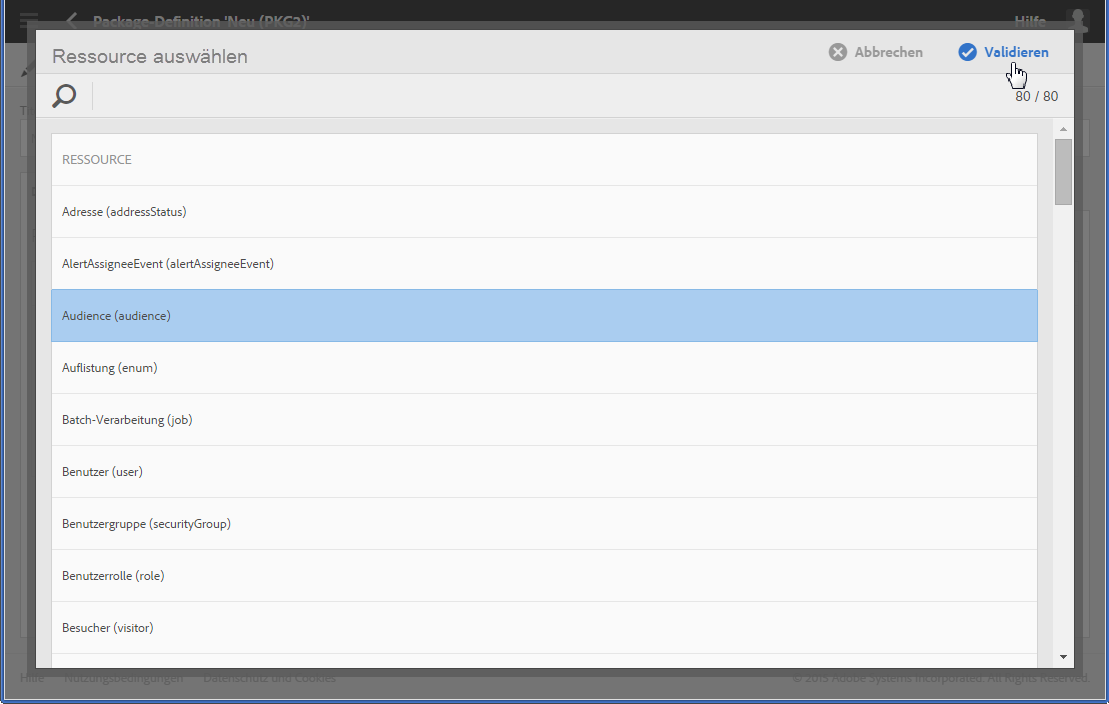 Package-Definition 'Neu (PKG2)'
Hilfe
Ressource auswählen
Abbrechen
Validieren
80 / 80
RESSOURCE
Adresse (addressStatus)
AlertAssigneeEvent (alertAssigneeEvent)
Audience (audience)
Auflistung (enum)
Batch-Verarbeitung (job)
Benutzer (user)
Benutzergruppe (securityGroup)
Benutzerrolle (role)
Besucher (visitor)
Hilfe Nutzungsbedingungen Datenschutz und Cookies
© 2015 Adobe Systems Incorporated. All Rights Reserved.